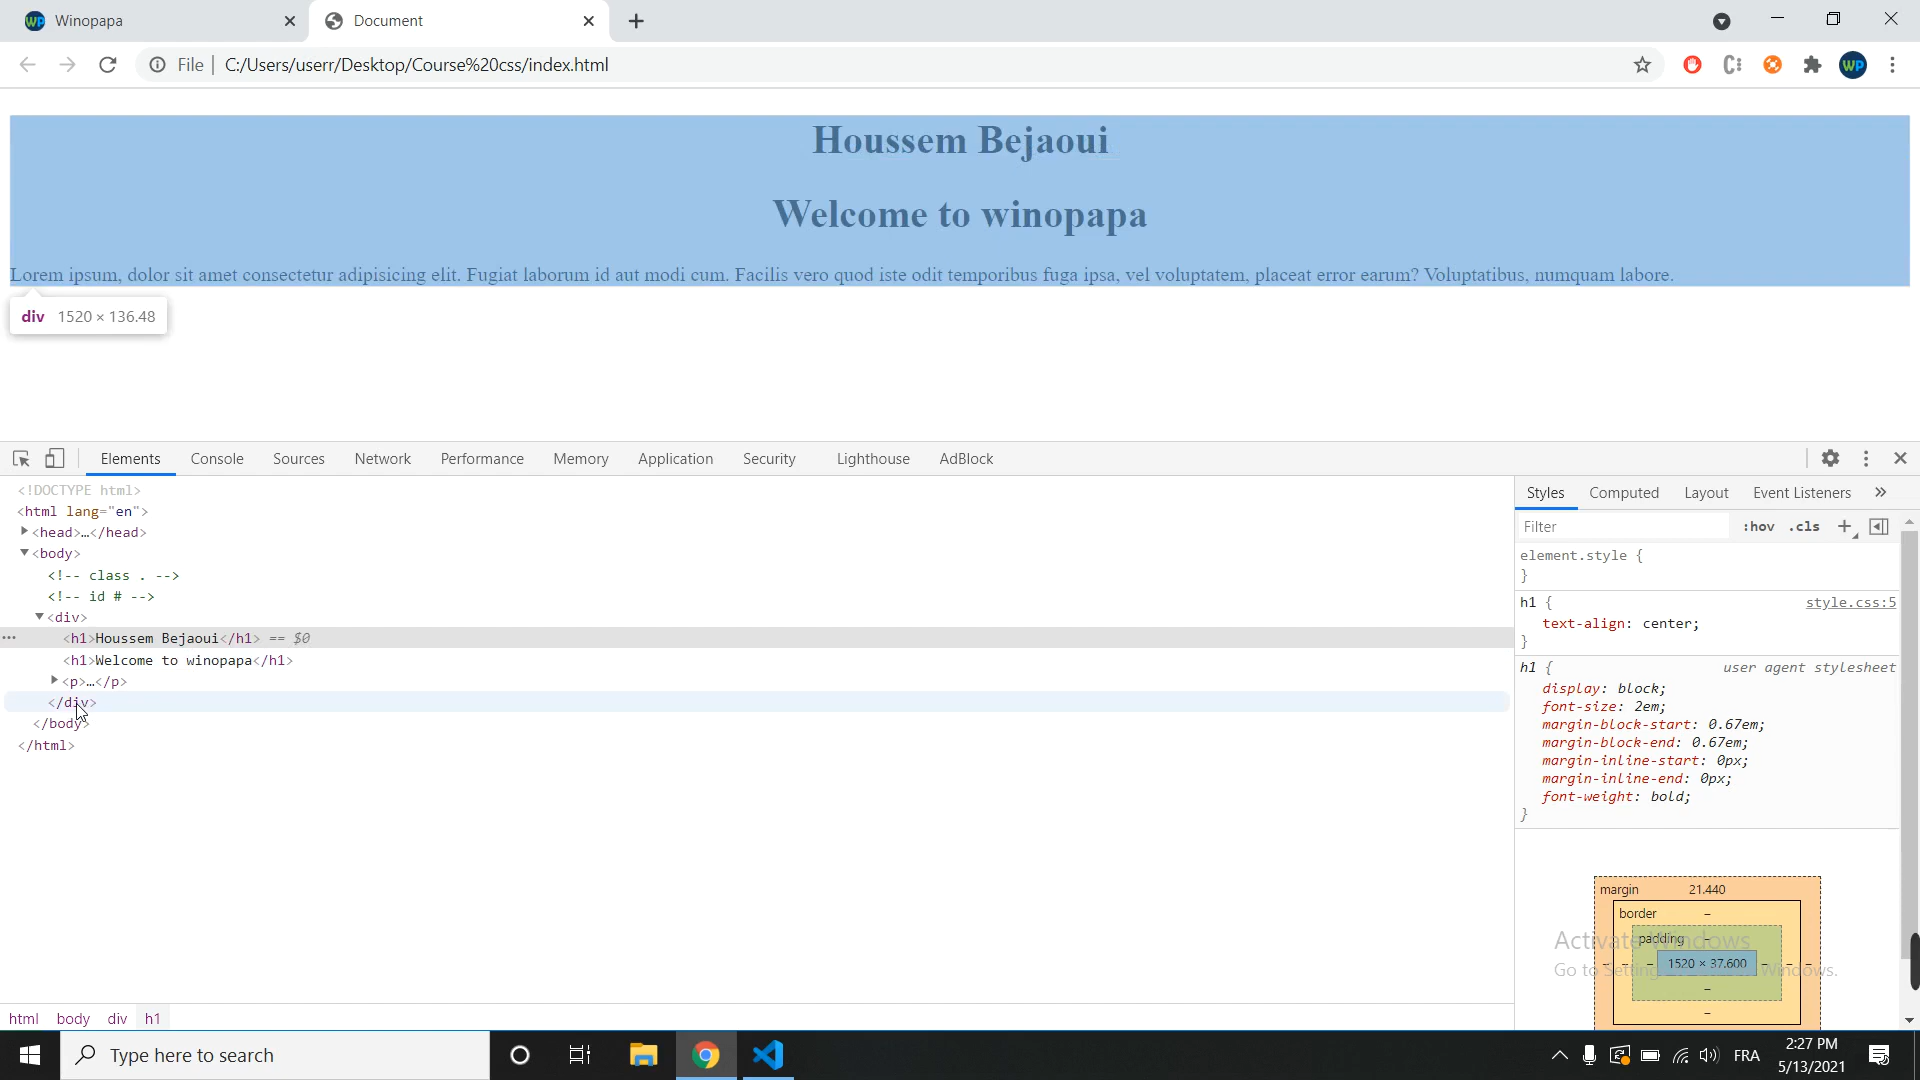 Winopapa
Document
File | C:/Users/userr/Desktop/Course%20css/index.html
WP
Houssem Bejaoui
Welcome to winopapa
Lorem ipsum, dolor sit amet consectetur adipisicing elit. Fugiat laborum id aut modi cum. Facilis vero quod iste odit temporibus fuga ipsa, vel voluptatem, placeat error earum? Voluptatibus, numquam labore.
div 1520 × 136.48
Elements Console Sources Network Performance Memory Application Security Lighthouse AdBlock
<!DOCTYPE html>
<html lang="en">
<head>…</head>
<body>
<!-- class . -->
<!-- id # -->
<div>
<h1>Houssem Bejaoui</h1> == $0
<h1>Welcome to winopapa</h1>
<p>…</p>
</div>
</body>
</html>
html body div h1
Styles Computed Layout Event Listeners »
Filter :hov .cls +
element.style {
}
h1 { style.css:5
text-align: center;
}
h1 { user agent stylesheet
display: block;
font-size: 2em;
margin-block-start: 0.67em;
margin-block-end: 0.67em;
margin-inline-start: 0px;
margin-inline-end: 0px;
font-weight: bold;
}
margin 21.440
border –
padding –
1520 × 37.600
–
–
Activate Windows
Go to Settings Windows.
Type here to search
FRA
2:27 PM
5/13/2021